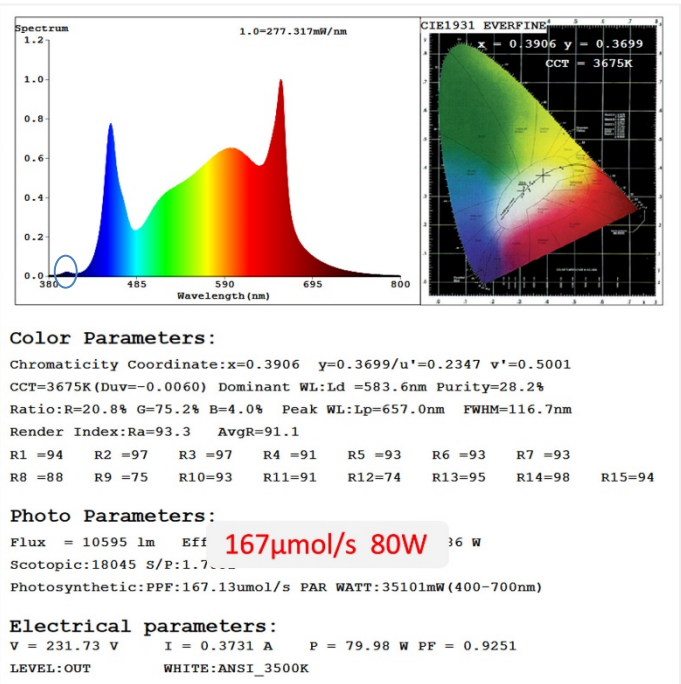 Spectrum
1.0=277.317mW/nm
1.2
1.0
0.8
0.6
0.4
0.2
0.0
380 485 590 695 800
Wavelength(nm)
CIE1931 EVERFINE
x = 0.3906 y = 0.3699
CCT = 3675K
Color Parameters:
Chromaticity Coordinate:x=0.3906 y=0.3699/u'=0.2347 v'=0.5001
CCT=3675K(Duv=-0.0060) Dominant WL:Ld =583.6nm Purity=28.2%
Ratio:R=20.8% G=75.2% B=4.0% Peak WL:Lp=657.0nm FWHM=116.7nm
Render Index:Ra=93.3 AvgR=91.1
R1 =94 R2 =97 R3 =97 R4 =91 R5 =93 R6 =93 R7 =93
R8 =88 R9 =75 R10=93 R11=91 R12=74 R13=95 R14=98 R15=94
Photo Parameters:
Flux = 10595 lm Eff
167μmol/s 80W
W
Scotopic:18045 S/P:1.7
Photosynthetic:PPF:167.13umol/s PAR WATT:35101mW(400-700nm)
Electrical parameters:
V = 231.73 V I = 0.3731 A P = 79.98 W PF = 0.9251
LEVEL:OUT WHITE:ANSI_3500K